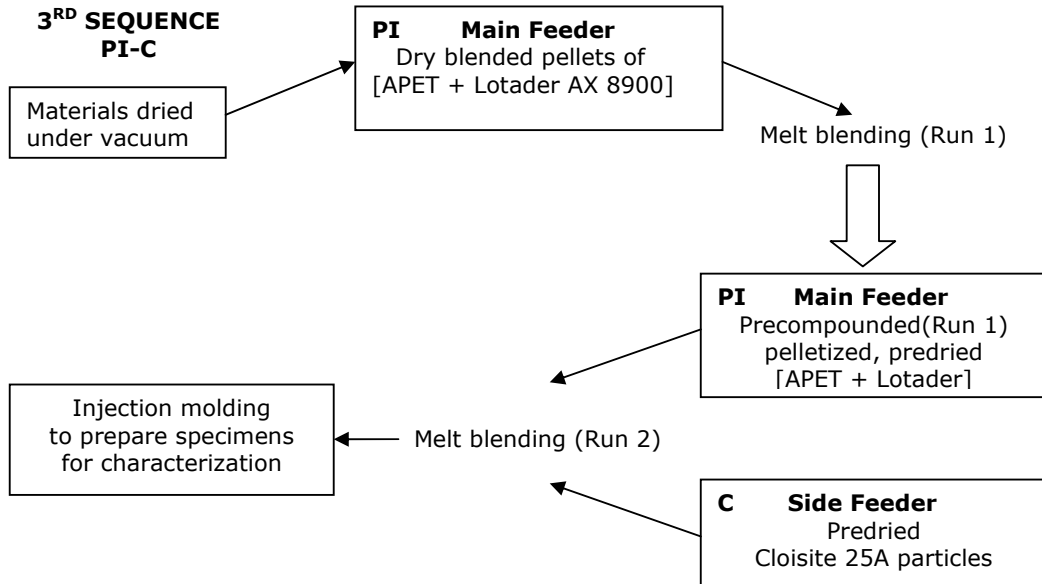 3RD SEQUENCE
PI-C
Materials dried
under vacuum
PI Main Feeder
Dry blended pellets of
[APET + Lotader AX 8900]
Melt blending (Run 1)
PI Main Feeder
Precompounded(Run 1)
pelletized, predried
[APET + Lotader]
Melt blending (Run 2)
Injection molding
to prepare specimens
for characterization
C Side Feeder
Predried
Cloisite 25A particles